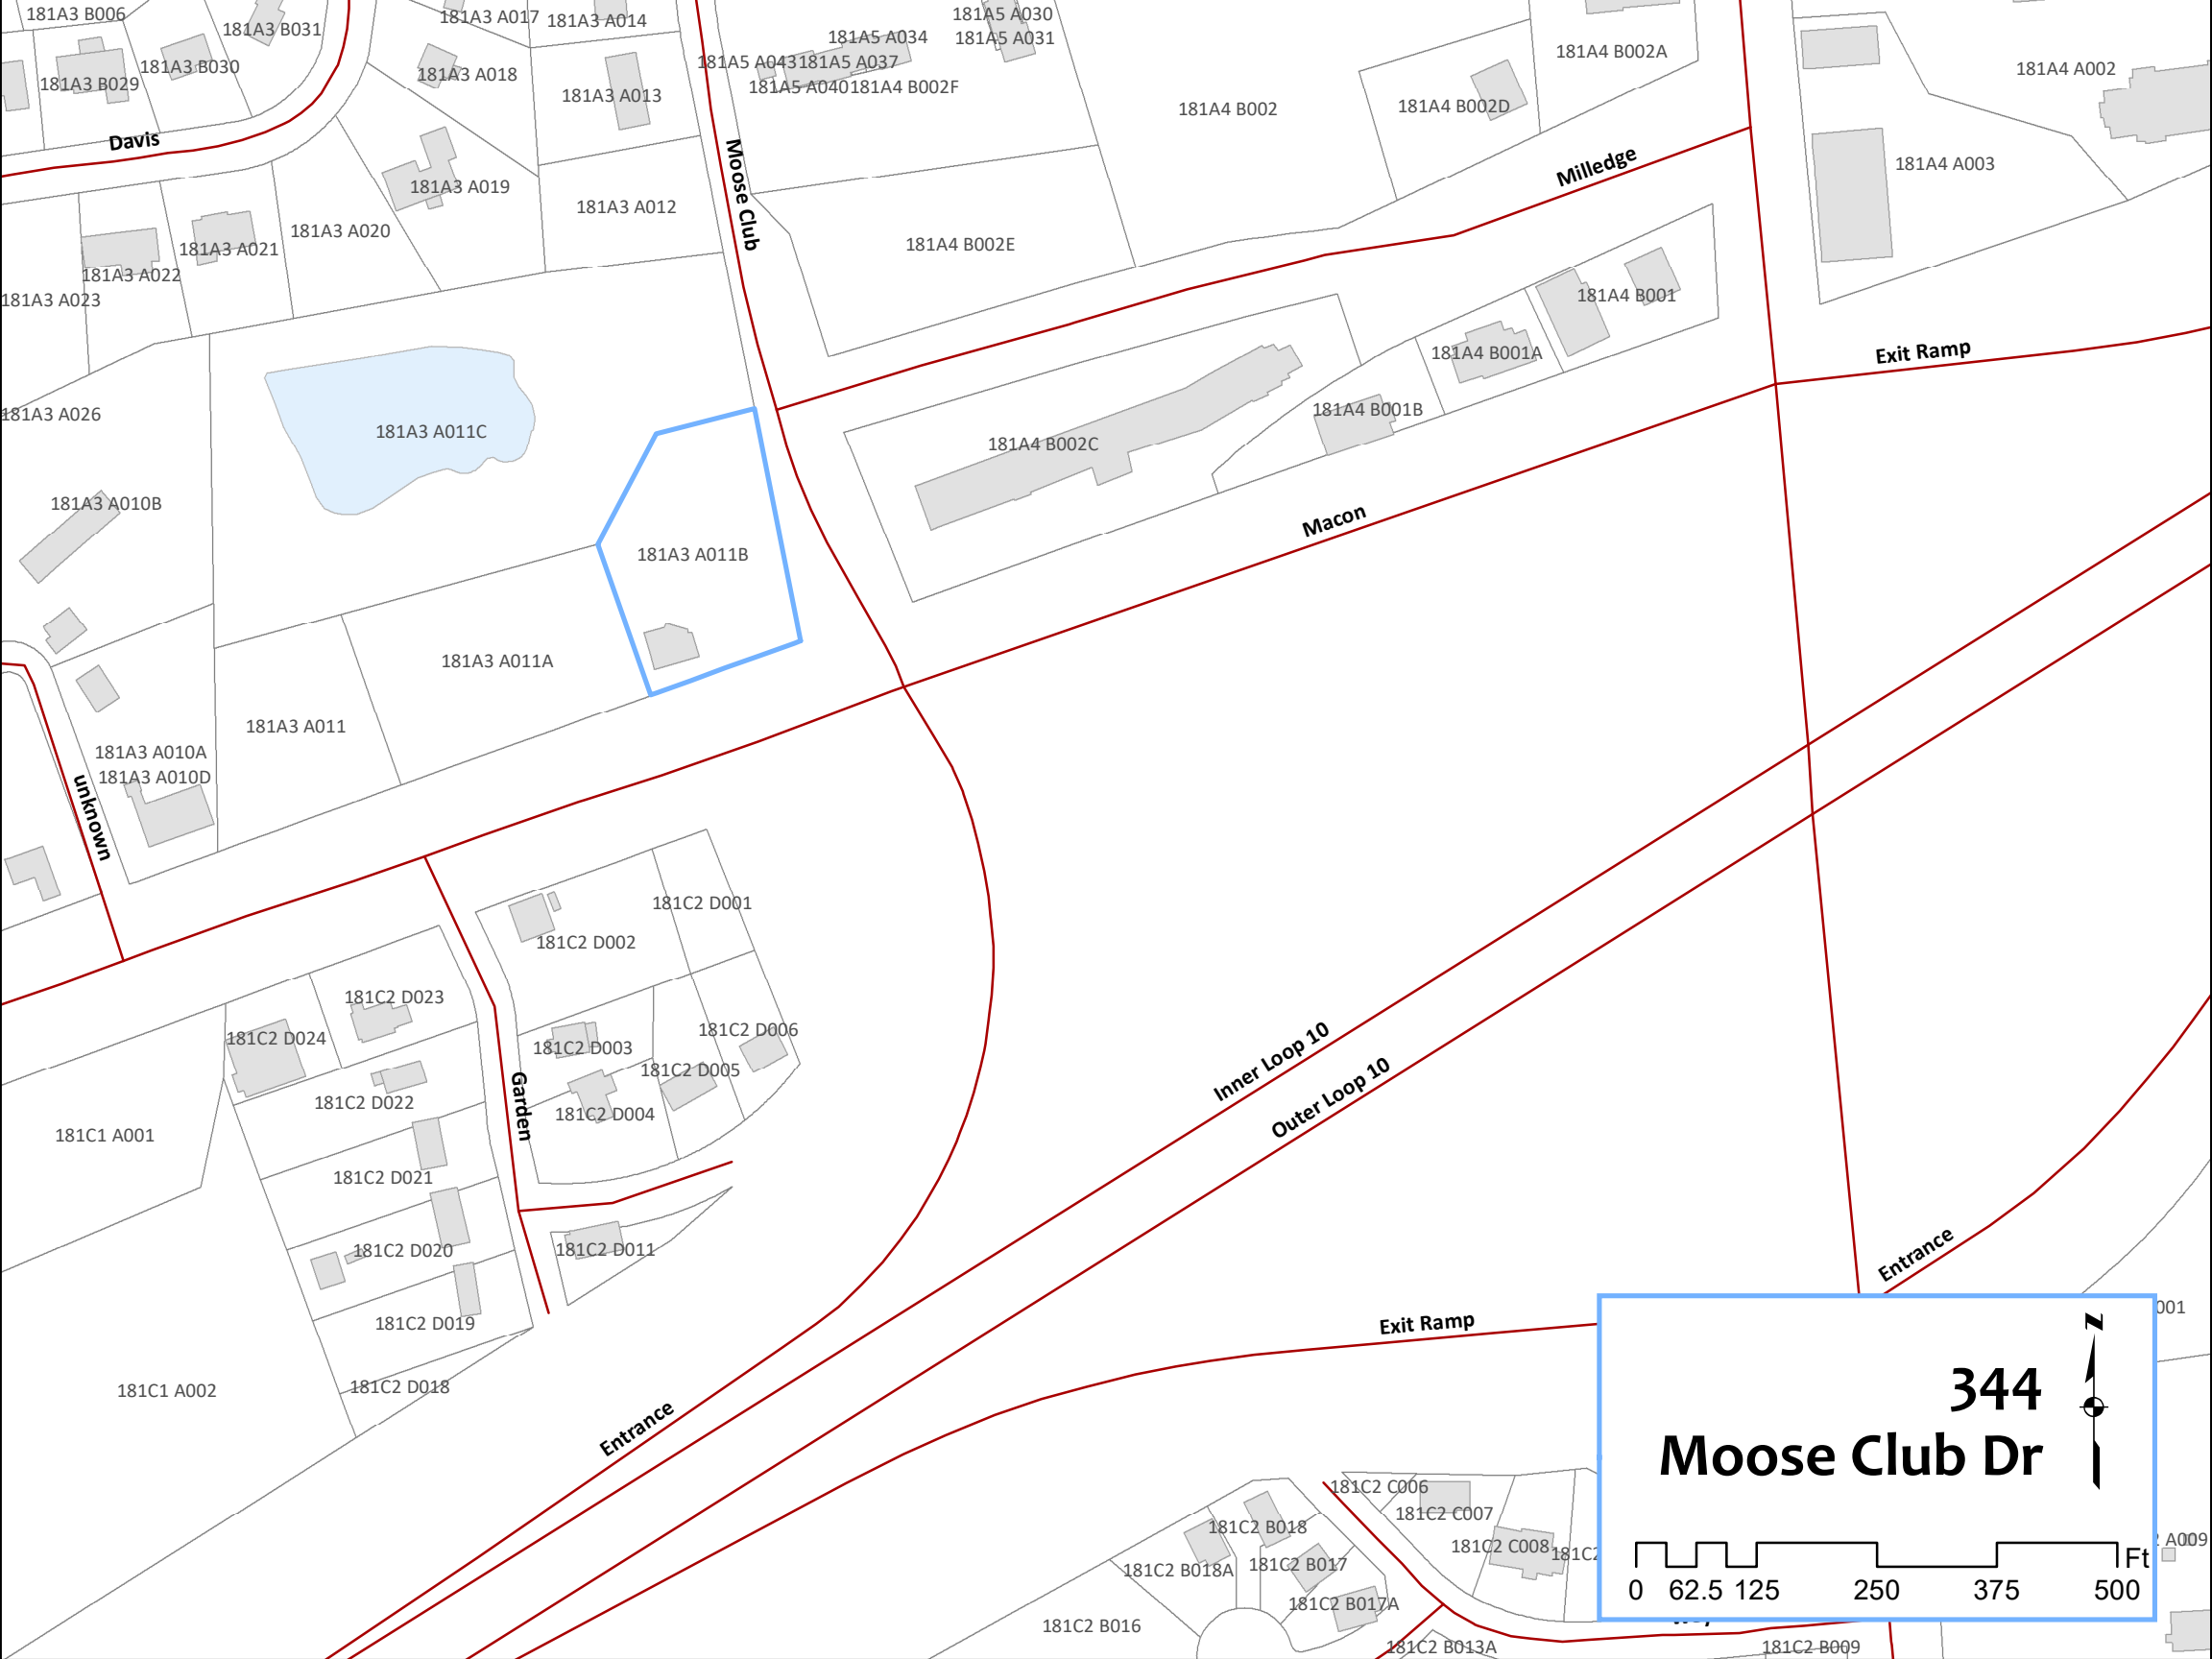 181A3 B006
181A3 B031
181A3 A017
181A3 A014
181A5 A030
181A5 A034
181A5 A031
181A4 B002A
181A3 B029
181A3 B030
181A3 A018
181A5 A043
181A5 A037
181A4 A002
181A3 A013
181A5 A040
181A4 B002F
181A4 B002
181A4 B002D
Davis
Moose Club
Milledge
181A4 A003
181A3 A019
181A3 A012
181A3 A020
181A3 A021
181A4 B002E
181A3 A022
181A3 A023
181A4 B001
181A4 B001A
Exit Ramp
181A3 A026
181A3 A011C
181A4 B001B
181A4 B002C
181A3 A010B
Macon
181A3 A011B
181A3 A011A
181A3 A011
181A3 A010A
181A3 A010D
unknown
181C2 D001
181C2 D002
181C2 D023
181C2 D024
181C2 D006
181C2 D003
181C2 D005
Inner Loop 10
Outer Loop 10
181C2 D022
Garden
181C2 D004
181C1 A001
181C2 D021
181C2 D020
181C2 D011
Entrance
181C2 D019
Exit Ramp
001
181C2 D018
181C1 A002
Entrance
344
Moose Club Dr
N
181C2 C006
181C2 C007
181C2 B018
181C2 C008
181C2
A009
181C2 B018A
181C2 B017
Ft
0 62.5 125 250 375 500
181C2 B017A
181C2 B016
181C2 B013A
181C2 B009